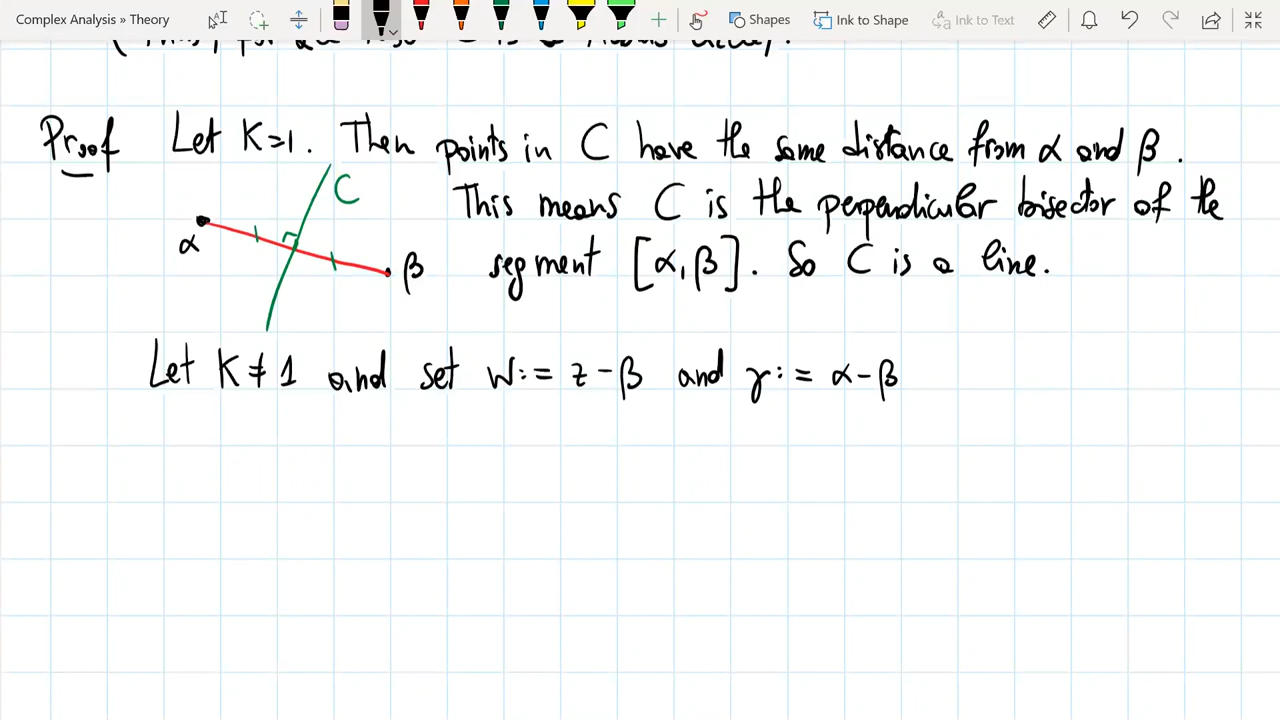 Complex Analysis » Theory
Shapes
Ink to Shape
Ink to Text
Proof Let K=1. Then points in C have the same distance from α and β.
This means C is the perpendicular bisector of the
segment [α,β]. So C is a line.
C
α
β
Let K≠1 and set w:= z-β and γ:= α-β